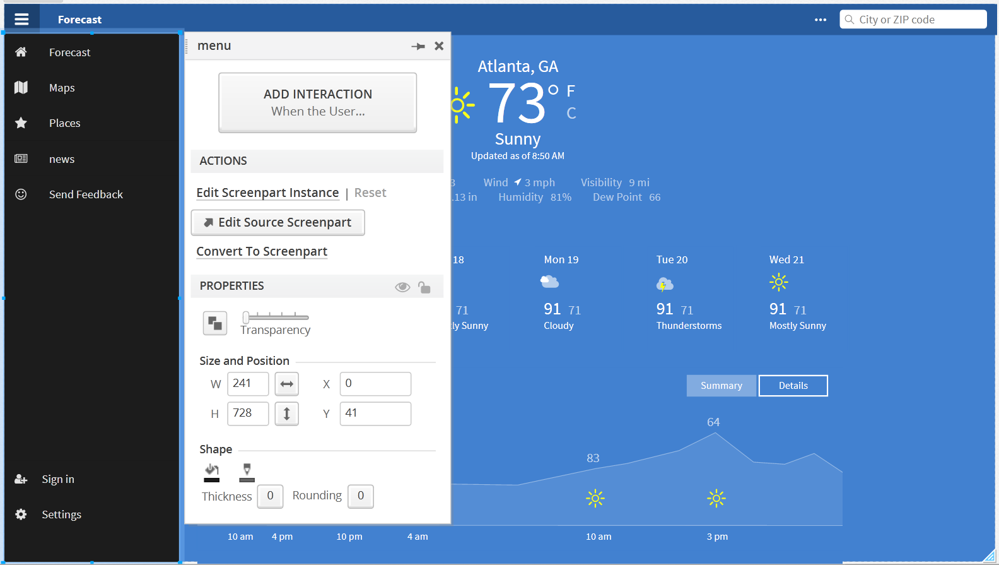 Forecast
City or ZIP code
Forecast
Maps
Places
news
Send Feedback
Sign in
Settings
menu
ADD INTERACTION
When the User...
ACTIONS
Edit Screenpart Instance | Reset
Edit Source Screenpart
Convert To Screenpart
PROPERTIES
Transparency
Size and Position
W 241 X 0
H 728 Y 41
Shape
Thickness 0 Rounding 0
Atlanta, GA
73° F
C
Sunny
Updated as of 8:50 AM
3 Wind 3 mph Visibility 9 mi
.13 in Humidity 81% Dew Point 66
18 Mon 19 Tue 20 Wed 21
71 91 71 91 71 91 71
tly Sunny Cloudy Thunderstorms Mostly Sunny
Summary Details
64
83
10 am 4 pm 10 pm 4 am 10 am 3 pm